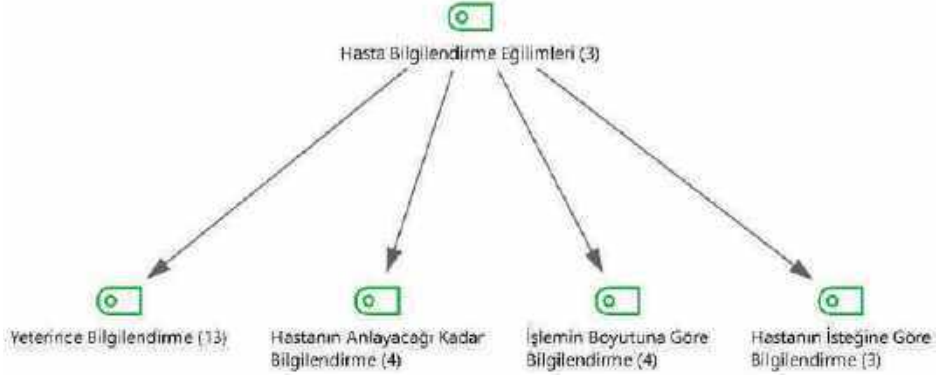 Hasta Bilgilendirme Eğilimleri (3)
Yeterince Bilgilendirme (13)
Hastanın Anlayacağı Kadar
Bilgilendirme (4)
İşlemin Boyutuna Göre
Bilgilendirme (4)
Hastanın İsteğine Göre
Bilgilendirme (3)